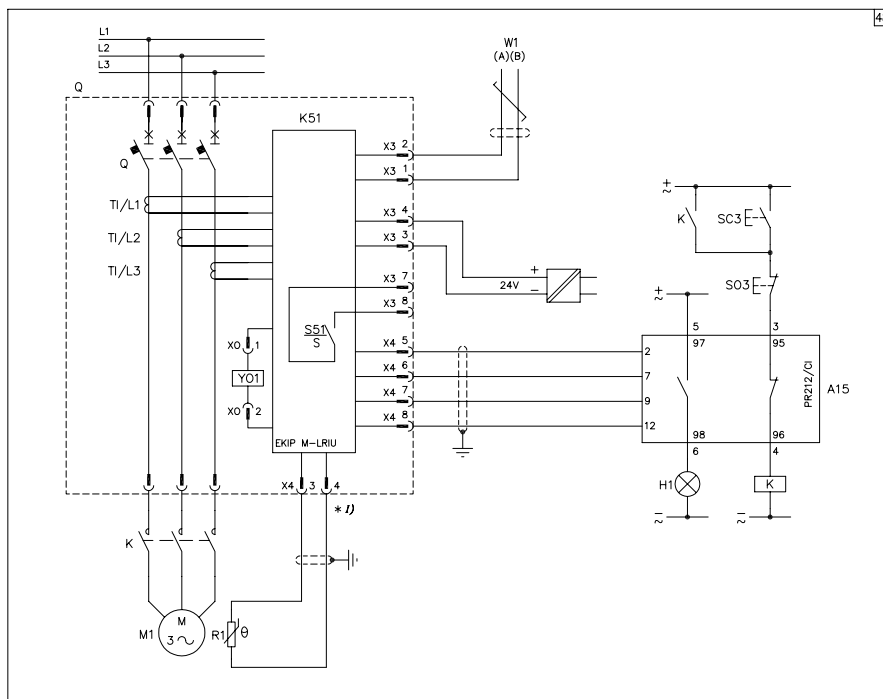 4
L1
L2
L3
W1
(A)(B)
Q
K51
X3 2
X3 1
Q
TI/L1
X3 4
TI/L2
X3 3
TI/L3
+
24V
−
X3 7
X3 8
S51
S
X0 1
YO1
X0 2
X4 5
X4 6
X4 7
X4 8
EKIP M-LRIU
X4 3 4
* I)
+
~
K
SC3
SO3
+
~
5 3
97 95
2
7
9
12
PR212/CI
A15
98 96
6 4
H1
K
−
~
−
~
K
M1
M
3 ~
R1
θ